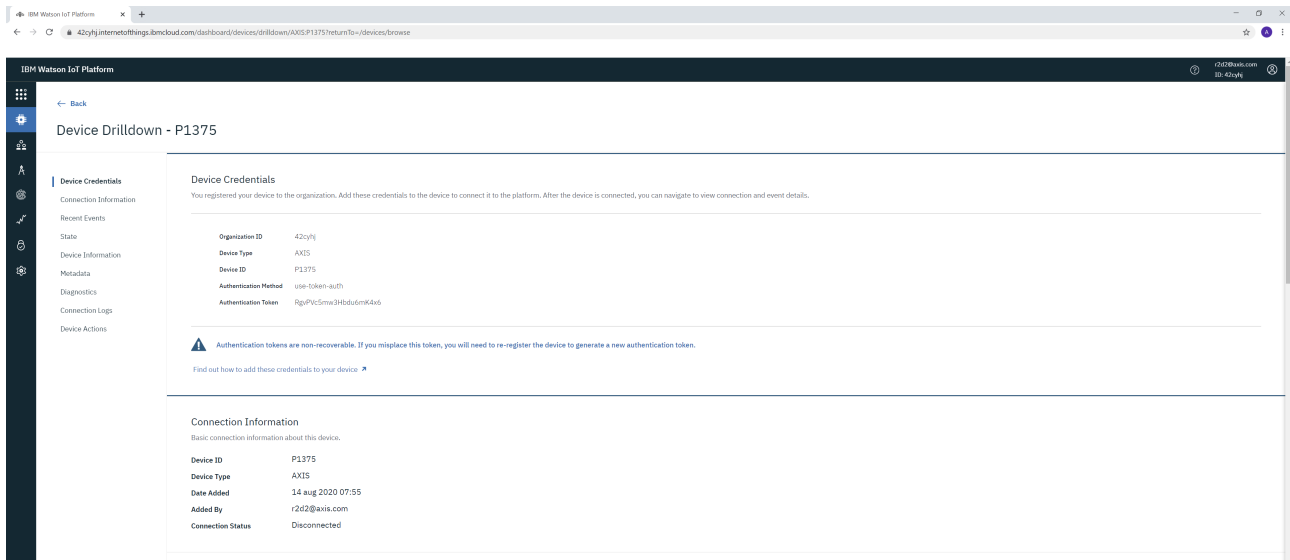 IBM Watson IoT Platform
42cyhj.internetofthings.ibmcloud.com/dashboard/devices/drilldown/AXIS:P1375?returnTo=/devices/browse
A
IBM Watson IoT Platform
r2d2@axis.com
ID: 42cyhj
Back
Device Drilldown - P1375
Device Credentials
Connection Information
Recent Events
State
Device Information
Metadata
Diagnostics
Connection Logs
Device Actions
Device Credentials
You registered your device to the organization. Add these credentials to the device to connect it to the platform. After the device is connected, you can navigate to view connection and event details.
Organization ID 42cyhj
Device Type AXIS
Device ID P1375
Authentication Method use-token-auth
Authentication Token RgvPVc5mw3Hbdu6mK4x6
Authentication tokens are non-recoverable. If you misplace this token, you will need to re-register the device to generate a new authentication token.
Find out how to add these credentials to your device
Connection Information
Basic connection information about this device.
Device ID P1375
Device Type AXIS
Date Added 14 aug 2020 07:55
Added By r2d2@axis.com
Connection Status Disconnected